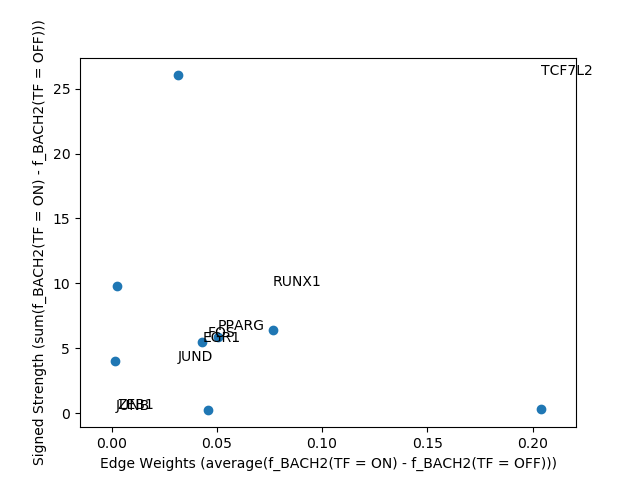 Signed Strength (sum(f_BACH2(TF = ON) - f_BACH2(TF = OFF)))
25
20
15
10
5
0
TCF7L2
RUNX1
PPARG
FOS
EGR1
JUND
JUNB
ZEB1
0.00 0.05 0.10 0.15 0.20
Edge Weights (average(f_BACH2(TF = ON) - f_BACH2(TF = OFF)))